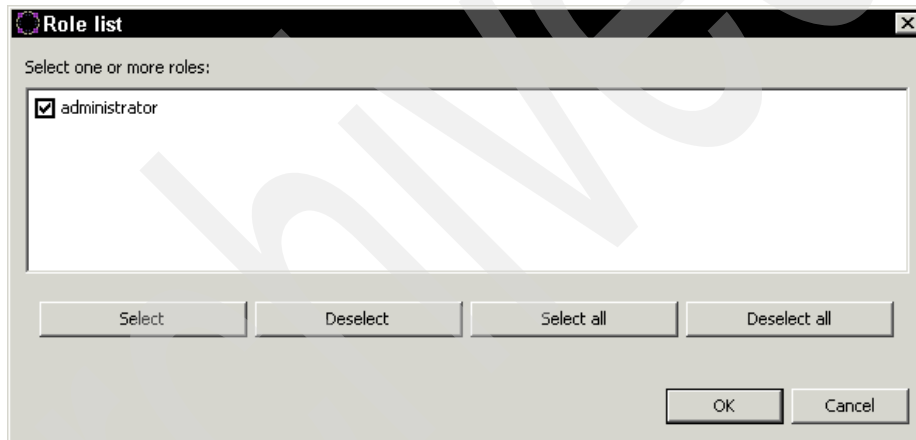 Role list
Select one or more roles:
administrator
Select Deselect Select all Deselect all
OK Cancel